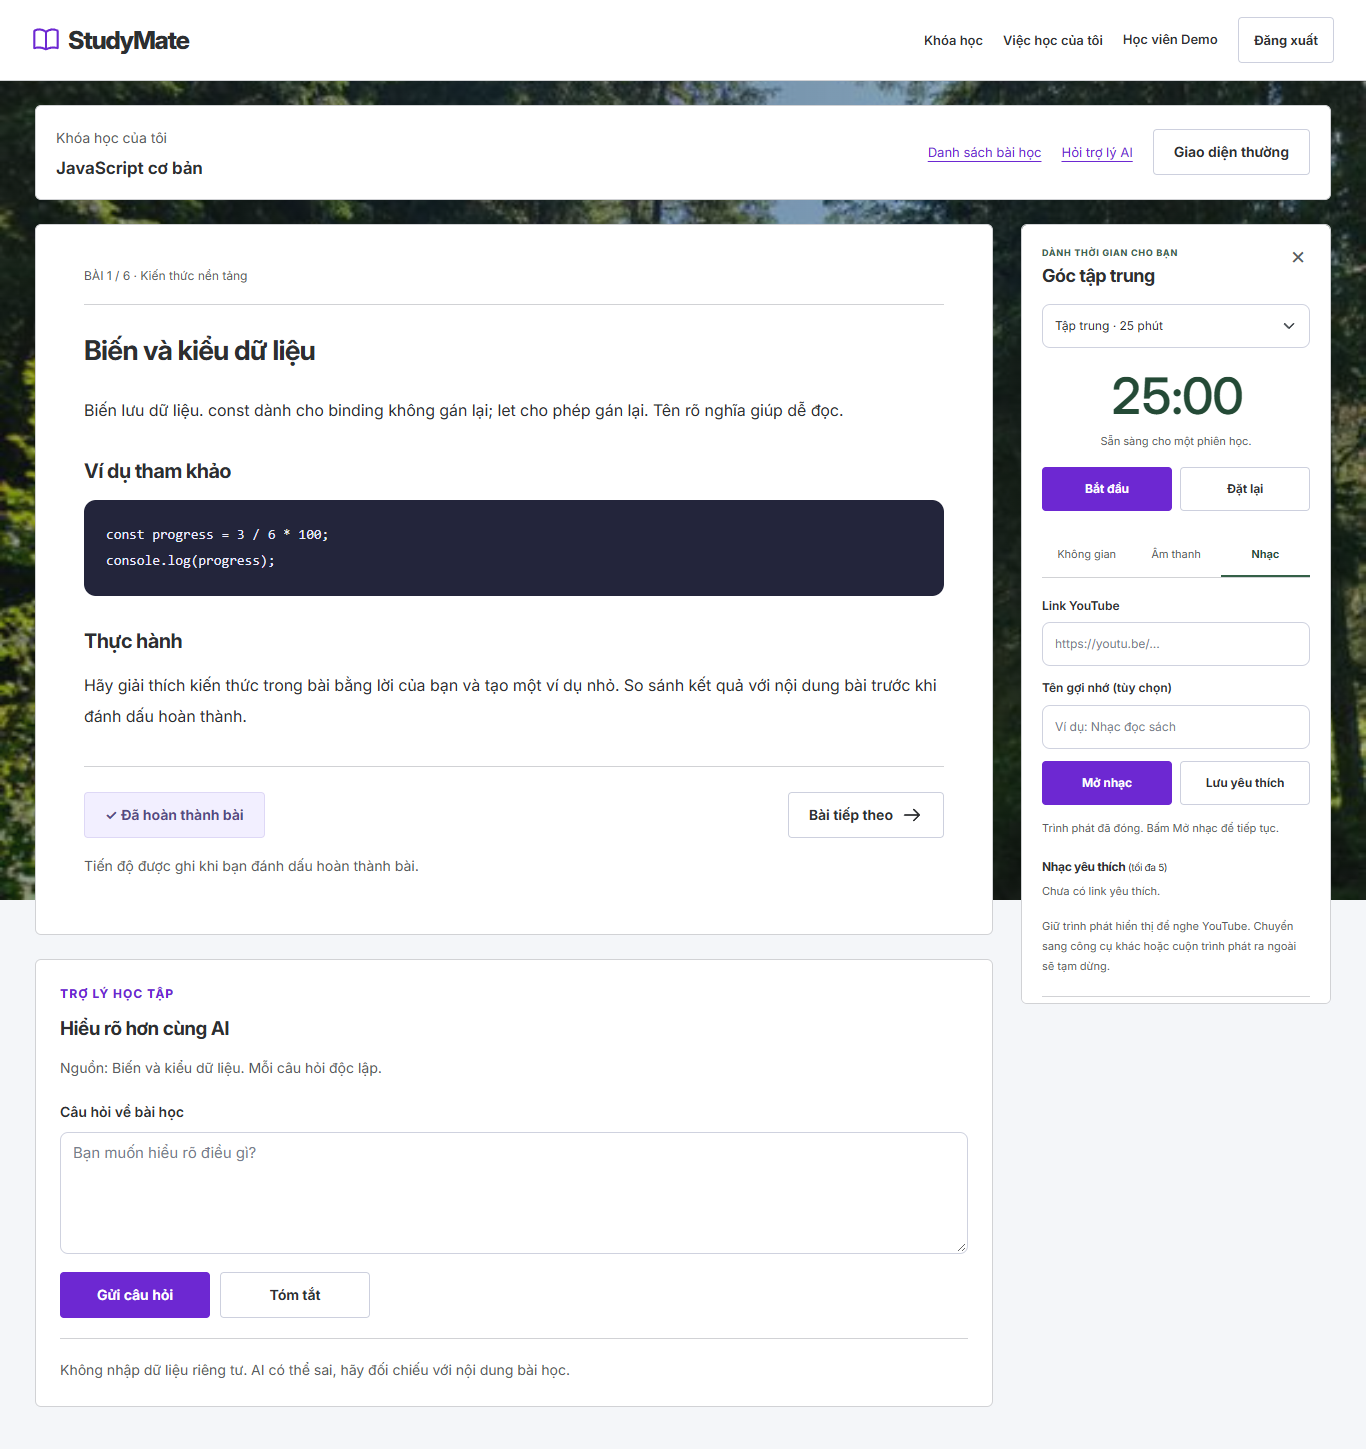 StudyMate
Khóa học
Việc học của tôi
Học viên Demo
Đăng xuất
Khóa học của tôi
JavaScript cơ bản
Danh sách bài học
Hỏi trợ lý AI
Giao diện thường
BÀI 1 / 6 · Kiến thức nền tảng
Biến và kiểu dữ liệu
Biến lưu dữ liệu. const dành cho binding không gán lại; let cho phép gán lại. Tên rõ nghĩa giúp dễ đọc.
Ví dụ tham khảo
const progress = 3 / 6 * 100;
console.log(progress);
Thực hành
Hãy giải thích kiến thức trong bài bằng lời của bạn và tạo một ví dụ nhỏ. So sánh kết quả với nội dung bài trước khi
đánh dấu hoàn thành.
✓ Đã hoàn thành bài
Bài tiếp theo →
Tiến độ được ghi khi bạn đánh dấu hoàn thành bài.
DÀNH THỜI GIAN CHO BẠN
Góc tập trung
Tập trung · 25 phút
25:00
Sẵn sàng cho một phiên học.
Bắt đầu
Đặt lại
Không gian
Âm thanh
Nhạc
Link YouTube
https://youtu.be/...
Tên gợi nhớ (tùy chọn)
Ví dụ: Nhạc đọc sách
Mở nhạc
Lưu yêu thích
Trình phát đã đóng. Bấm Mở nhạc để tiếp tục.
Nhạc yêu thích (tối đa 5)
Chưa có link yêu thích.
Giữ trình phát hiển thị để nghe YouTube. Chuyển
sang công cụ khác hoặc cuộn trình phát ra ngoài
sẽ tạm dừng.
TRỢ LÝ HỌC TẬP
Hiểu rõ hơn cùng AI
Nguồn: Biến và kiểu dữ liệu. Mỗi câu hỏi độc lập.
Câu hỏi về bài học
Bạn muốn hiểu rõ điều gì?
Gửi câu hỏi
Tóm tắt
Không nhập dữ liệu riêng tư. AI có thể sai, hãy đối chiếu với nội dung bài học.